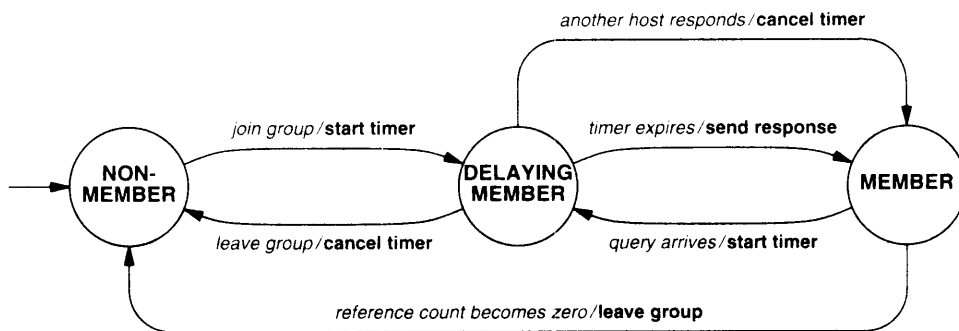 another host responds/cancel timer
join group/start timer
timer expires/send response
NON-
MEMBER
DELAYING
MEMBER
MEMBER
leave group/cancel timer
query arrives/start timer
reference count becomes zero/leave group